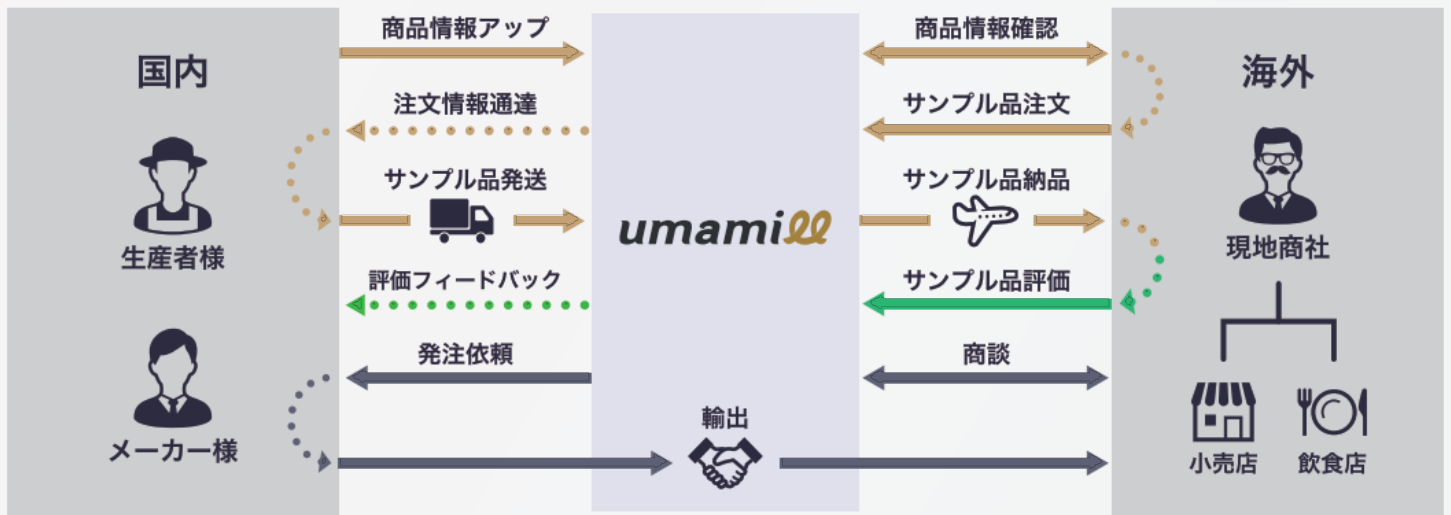 国内
生産者様
メーカー様
商品情報アップ
注文情報通達
サンプル品発送
評価フィードバック
発注依頼
umamill
輸出
商品情報確認
サンプル品注文
サンプル品納品
サンプル品評価
商談
海外
現地商社
小売店
飲食店